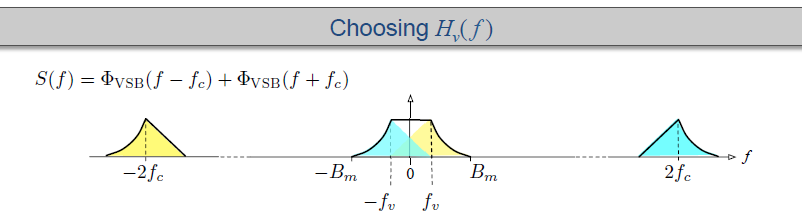 Choosing H_v(f)
S(f) = Φ_VSB(f − f_c) + Φ_VSB(f + f_c)
−2f_c −B_m 0 B_m 2f_c f
−f_v f_v